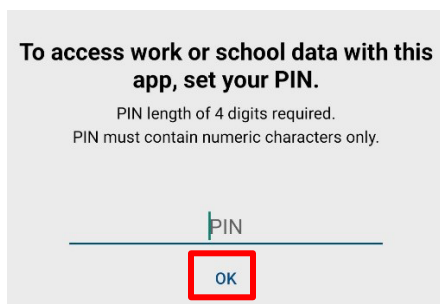 To access work or school data with this
app, set your PIN.
PIN length of 4 digits required.
PIN must contain numeric characters only.
PIN
OK